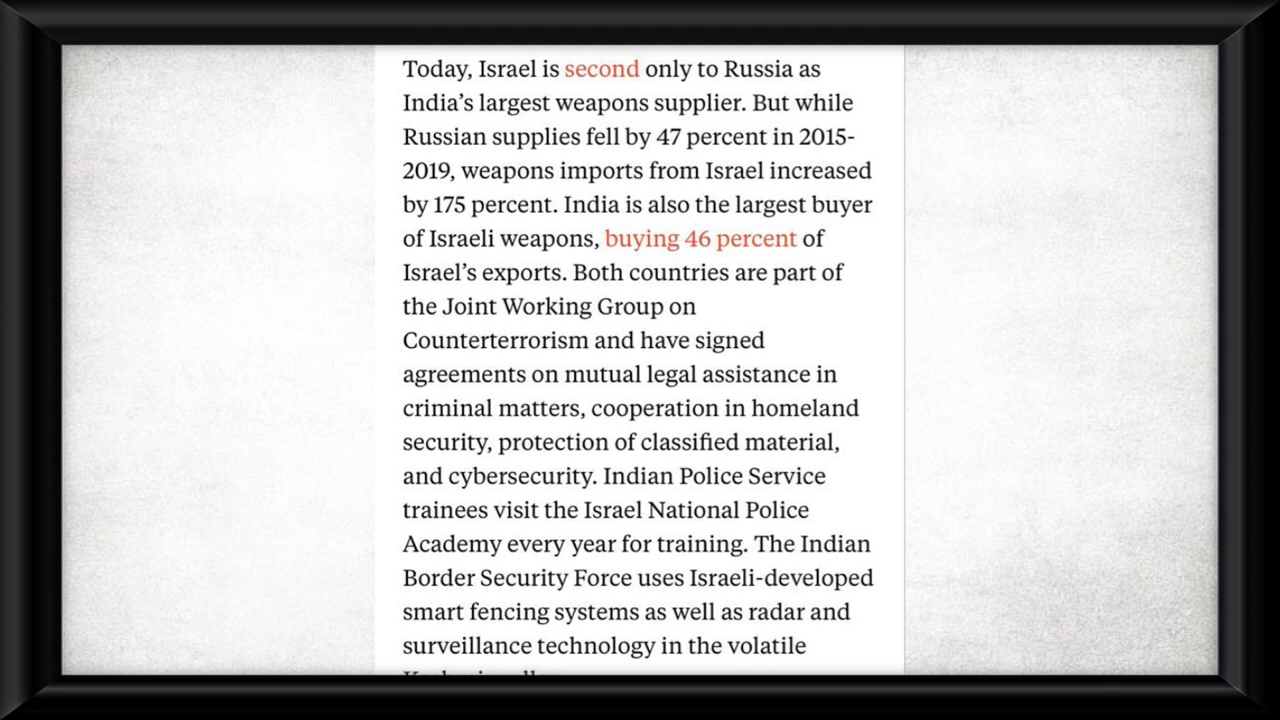 Today, Israel is second only to Russia as
India’s largest weapons supplier. But while
Russian supplies fell by 47 percent in 2015-
2019, weapons imports from Israel increased
by 175 percent. India is also the largest buyer
of Israeli weapons, buying 46 percent of
Israel’s exports. Both countries are part of
the Joint Working Group on
Counterterrorism and have signed
agreements on mutual legal assistance in
criminal matters, cooperation in homeland
security, protection of classified material,
and cybersecurity. Indian Police Service
trainees visit the Israel National Police
Academy every year for training. The Indian
Border Security Force uses Israeli-developed
smart fencing systems as well as radar and
surveillance technology in the volatile